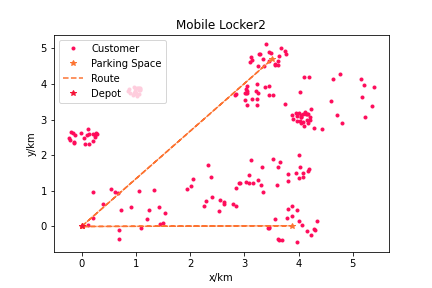 Mobile Locker2
Customer
Parking Space
Route
Depot
y/km
5
4
3
2
1
0
0
1
2
3
4
5
x/km